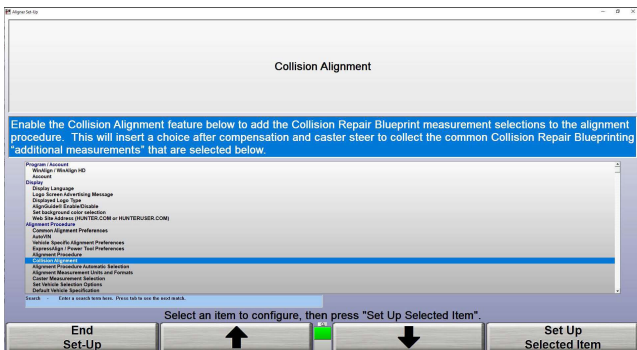 Aligner Set-Up
Collision Alignment
Enable the Collision Alignment feature below to add the Collision Repair Blueprint measurement selections to the alignment
procedure. This will insert a choice after compensation and caster steer to collect the common Collision Repair Blueprinting
"additional measurements" that are selected below.
Program / Account
WinAlign / WinAlign HD
Account
Display
Display Language
Logo Screen Advertising Message
Displayed Logo Type
AlignGuide® Enable/Disable
Set background color selection
Web Site Address (HUNTER.COM or HUNTERUSER.COM)
Alignment Procedure
Common Alignment Preferences
AutoVIN
Vehicle Specific Alignment Preferences
ExpressAlign / Power Tool Preferences
Alignment Procedure
Collision Alignment
Alignment Procedure Automatic Selection
Alignment Measurement Units and Formats
Caster Measurement Selection
Set Vehicle Selection Options
Default Vehicle Specification
Search - Enter a search term here. Press tab to see the next match.
Select an item to configure, then press "Set Up Selected Item".
End
Set-Up
Set Up
Selected Item